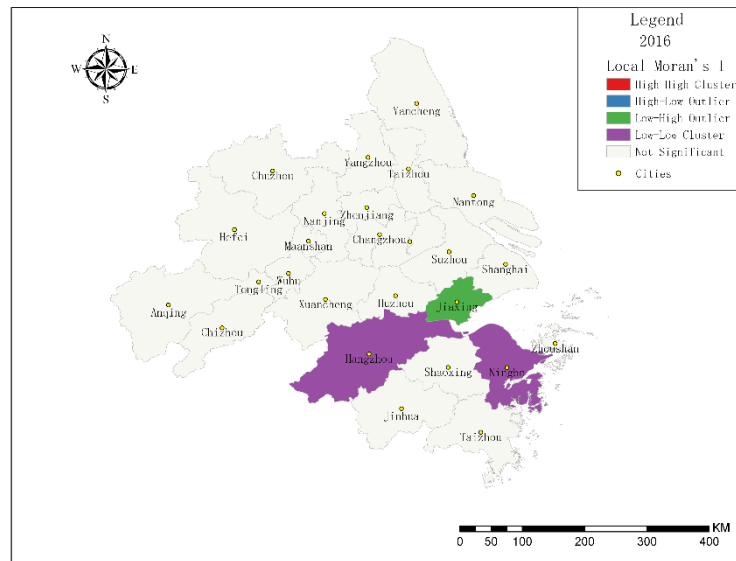 Legend
2016
Local Moran's I
High-High Cluster
High-Low Outlier
Low-High Outlier
Low-Low Cluster
Not Significant
Cities
N
W E
S
Yancheng
Yangzhou
Taizhou
Chuzhou
Nantong
Zhenjiang
Nanjing
Hefei
Changzhou
Maanshan
Suzhou
Shanghai
Wuhu
Tongling
Xuancheng
Huzhou
Jiaxing
Anqing
Chizhou
Zhoushan
Hangzhou
Shaoxing
Ningbo
Jinhua
Taizhou
KM
0 50 100 200 300 400